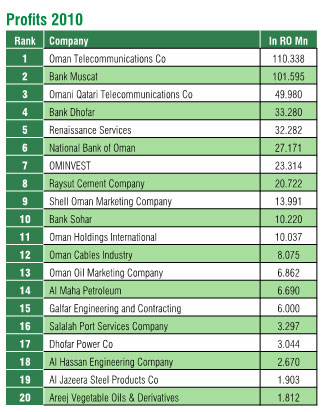 Profits 2010
Rank Company In RO Mn
1 Oman Telecommunications Co 110.338
2 Bank Muscat 101.595
3 Omani Qatari Telecommunications Co 49.980
4 Bank Dhofar 33.280
5 Renaissance Services 32.282
6 National Bank of Oman 27.171
7 OMINVEST 23.314
8 Raysut Cement Company 20.722
9 Shell Oman Marketing Company 13.991
10 Bank Sohar 10.220
11 Oman Holdings International 10.037
12 Oman Cables Industry 8.075
13 Oman Oil Marketing Company 6.862
14 Al Maha Petroleum 6.690
15 Galfar Engineering and Contracting 6.000
16 Salalah Port Services Company 3.297
17 Dhofar Power Co 3.044
18 Al Hassan Engineering Company 2.670
19 Al Jazeera Steel Products Co 1.903
20 Areej Vegetable Oils & Derivatives 1.812